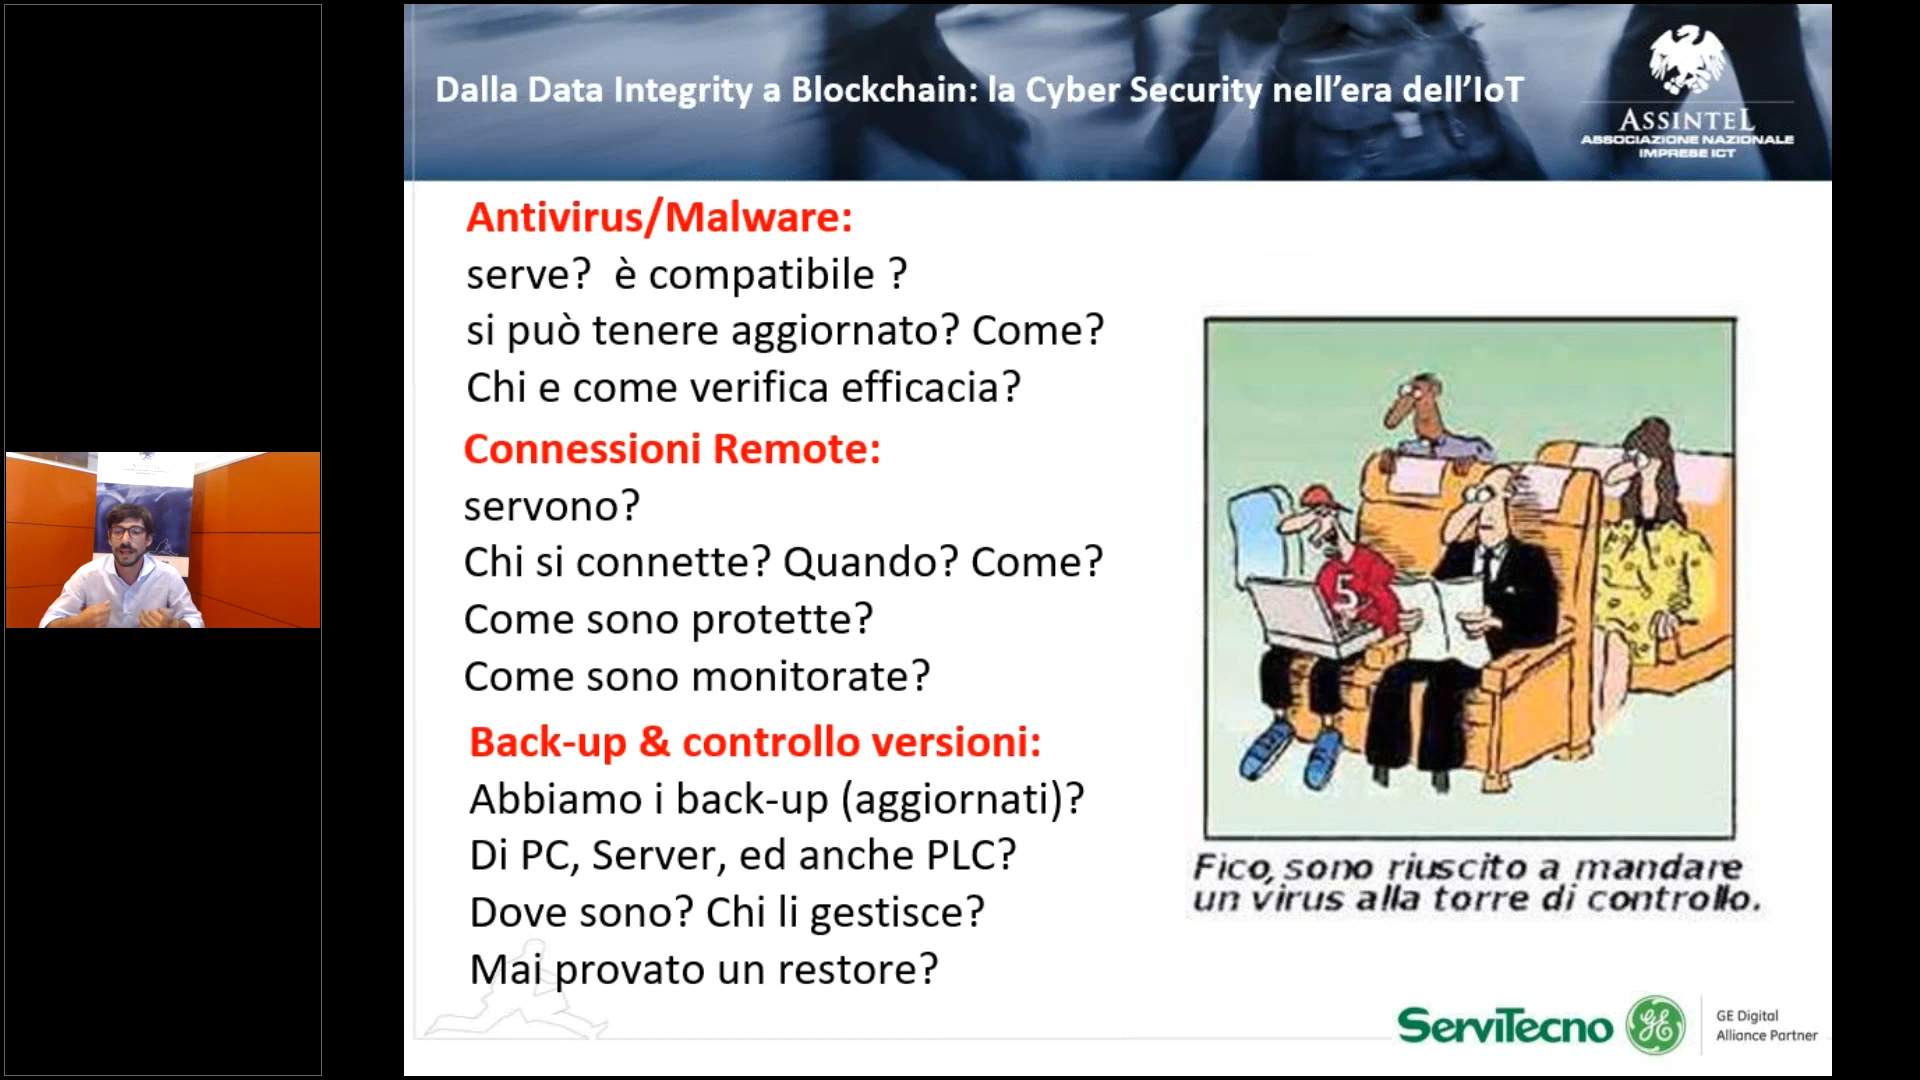 Dalla Data Integrity a Blockchain: la Cyber Security nell'era dell'IoT
ASSINTEL
ASSOCIAZIONE NAZIONALE
IMPRESE ICT
Antivirus/Malware:
serve?  è compatibile ?
si può tenere aggiornato? Come?
Chi e come verifica efficacia?
Connessioni Remote:
servono?
Chi si connette? Quando? Come?
Come sono protette?
Come sono monitorate?
Back-up & controllo versioni:
Abbiamo i back-up (aggiornati)?
Di PC, Server, ed anche PLC?
Dove sono? Chi li gestisce?
Mai provato un restore?
5
Fico, sono riuscito a mandare
un virus alla torre di controllo.
ServiTecno
GE
GE Digital
Alliance Partner